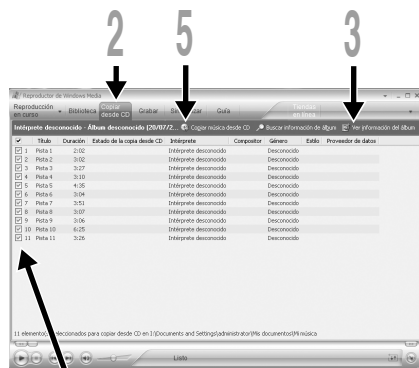 2 5 3
Reproductor de Windows Media
Reproducción en curso Biblioteca Copiar desde CD Grabar Guía Tiendas en línea
Intérprete desconocido - Álbum desconocido (20/07/2... Copiar música desde CD Buscar información de álbum Ver información del álbum
Título Duración Estado de la copia desde CD Intérprete Compositor Género Estilo Proveedor de datos
1 Pista 1 2:02 Intérprete desconocido Desconocido
2 Pista 2 3:02 Intérprete desconocido Desconocido
3 Pista 3 3:27 Intérprete desconocido Desconocido
4 Pista 4 3:10 Intérprete desconocido Desconocido
5 Pista 5 4:35 Intérprete desconocido Desconocido
6 Pista 6 3:04 Intérprete desconocido Desconocido
7 Pista 7 3:51 Intérprete desconocido Desconocido
8 Pista 8 3:07 Intérprete desconocido Desconocido
9 Pista 9 3:06 Intérprete desconocido Desconocido
10 Pista 10 6:25 Intérprete desconocido Desconocido
11 Pista 11 3:26 Intérprete desconocido Desconocido
11 elemento(s) seleccionados para copiar desde CD en I:\Documents and Settings\administrator\Mis documentos\Mi música
Listo